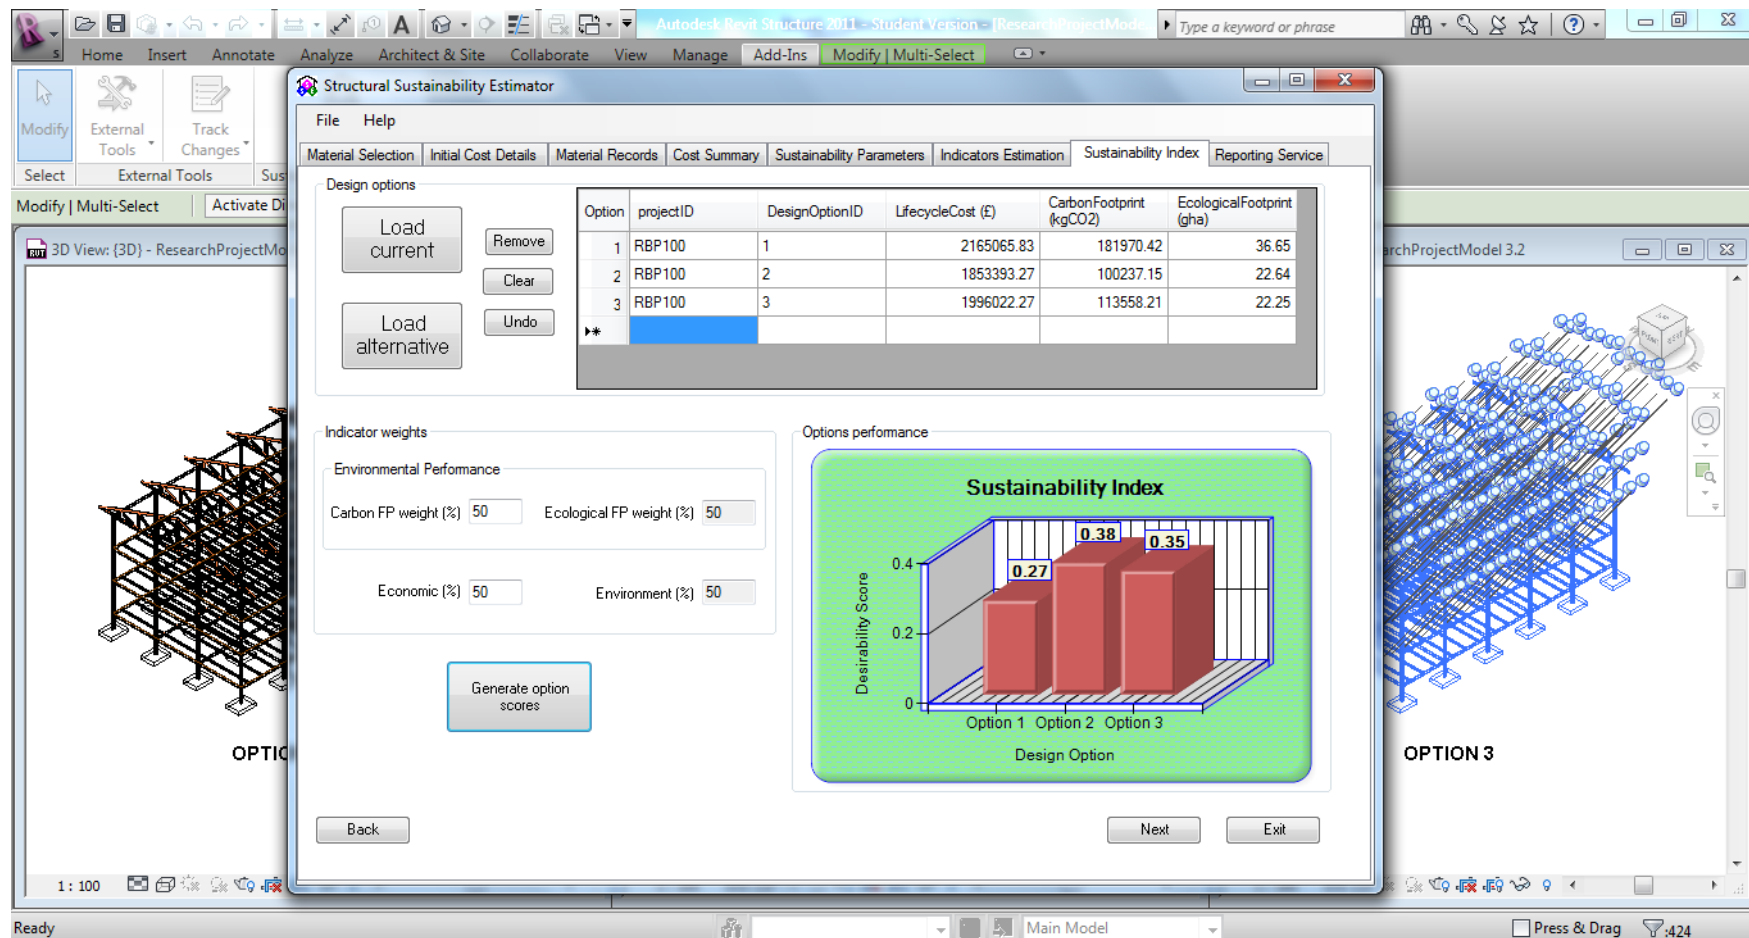 Autodesk Revit Structure 2011 - Student Version - [ResearchProjectMode
Type a keyword or phrase
5 Home Insert Annotate Analyze Architect & Site Collaborate View Manage Add-Ins Modify | Multi-Select
Modify
External Tools
Track Changes
Select External Tools Sus
Modify | Multi-Select Activate Di
3D View: {3D} - ResearchProjectMo
archProjectModel 3.2
Structural Sustainability Estimator
File Help
Material Selection Initial Cost Details Material Records Cost Summary Sustainability Parameters Indicators Estimation Sustainability Index Reporting Service
Design options
Load current
Remove
Clear
Load alternative
Undo
Option projectID DesignOptionID LifecycleCost (£) CarbonFootprint (kgCO2) EcologicalFootprint (gha)
1 RBP100 1 2165065.83 181970.42 36.65
2 RBP100 2 1853393.27 100237.15 22.64
3 RBP100 3 1996022.27 113558.21 22.25
Indicator weights
Environmental Performance
Carbon FP weight (%) 50 Ecological FP weight (%) 50
Economic (%) 50 Environment (%) 50
Generate option scores
Options performance
Sustainability Index
Desirability Score
0.4
0.2
0
0.27
0.38
0.35
Option 1 Option 2 Option 3
Design Option
Back Next Exit
OPTIO
OPTION 3
1 : 100
Ready
Main Model
Press & Drag
:424